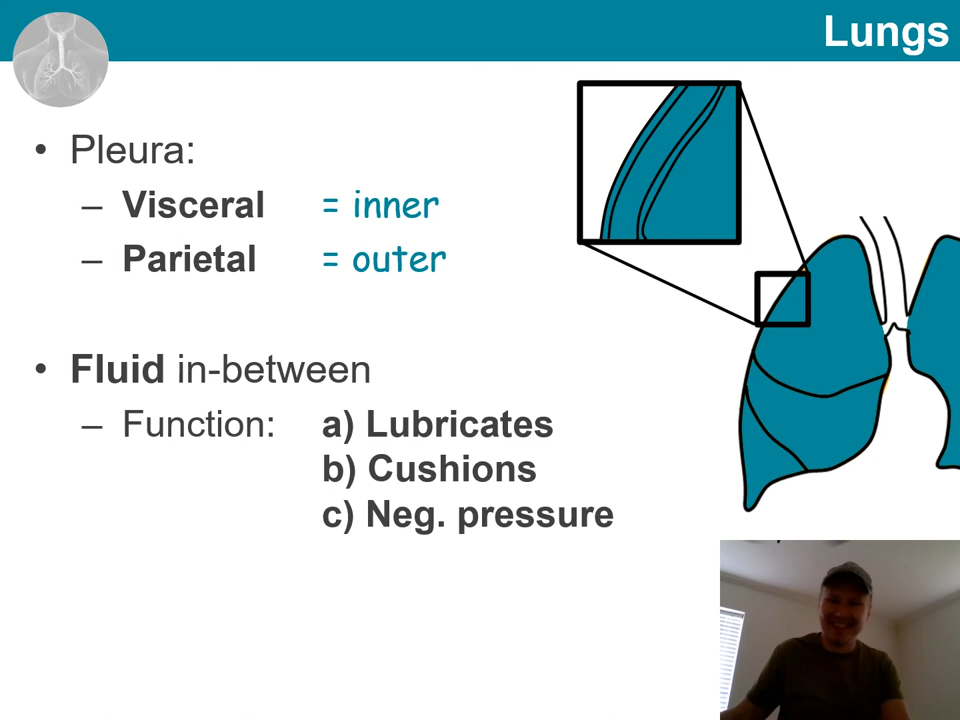 Lungs
• Pleura:
– Visceral = inner
– Parietal = outer
• Fluid in-between
– Function: a) Lubricates
b) Cushions
c) Neg. pressure